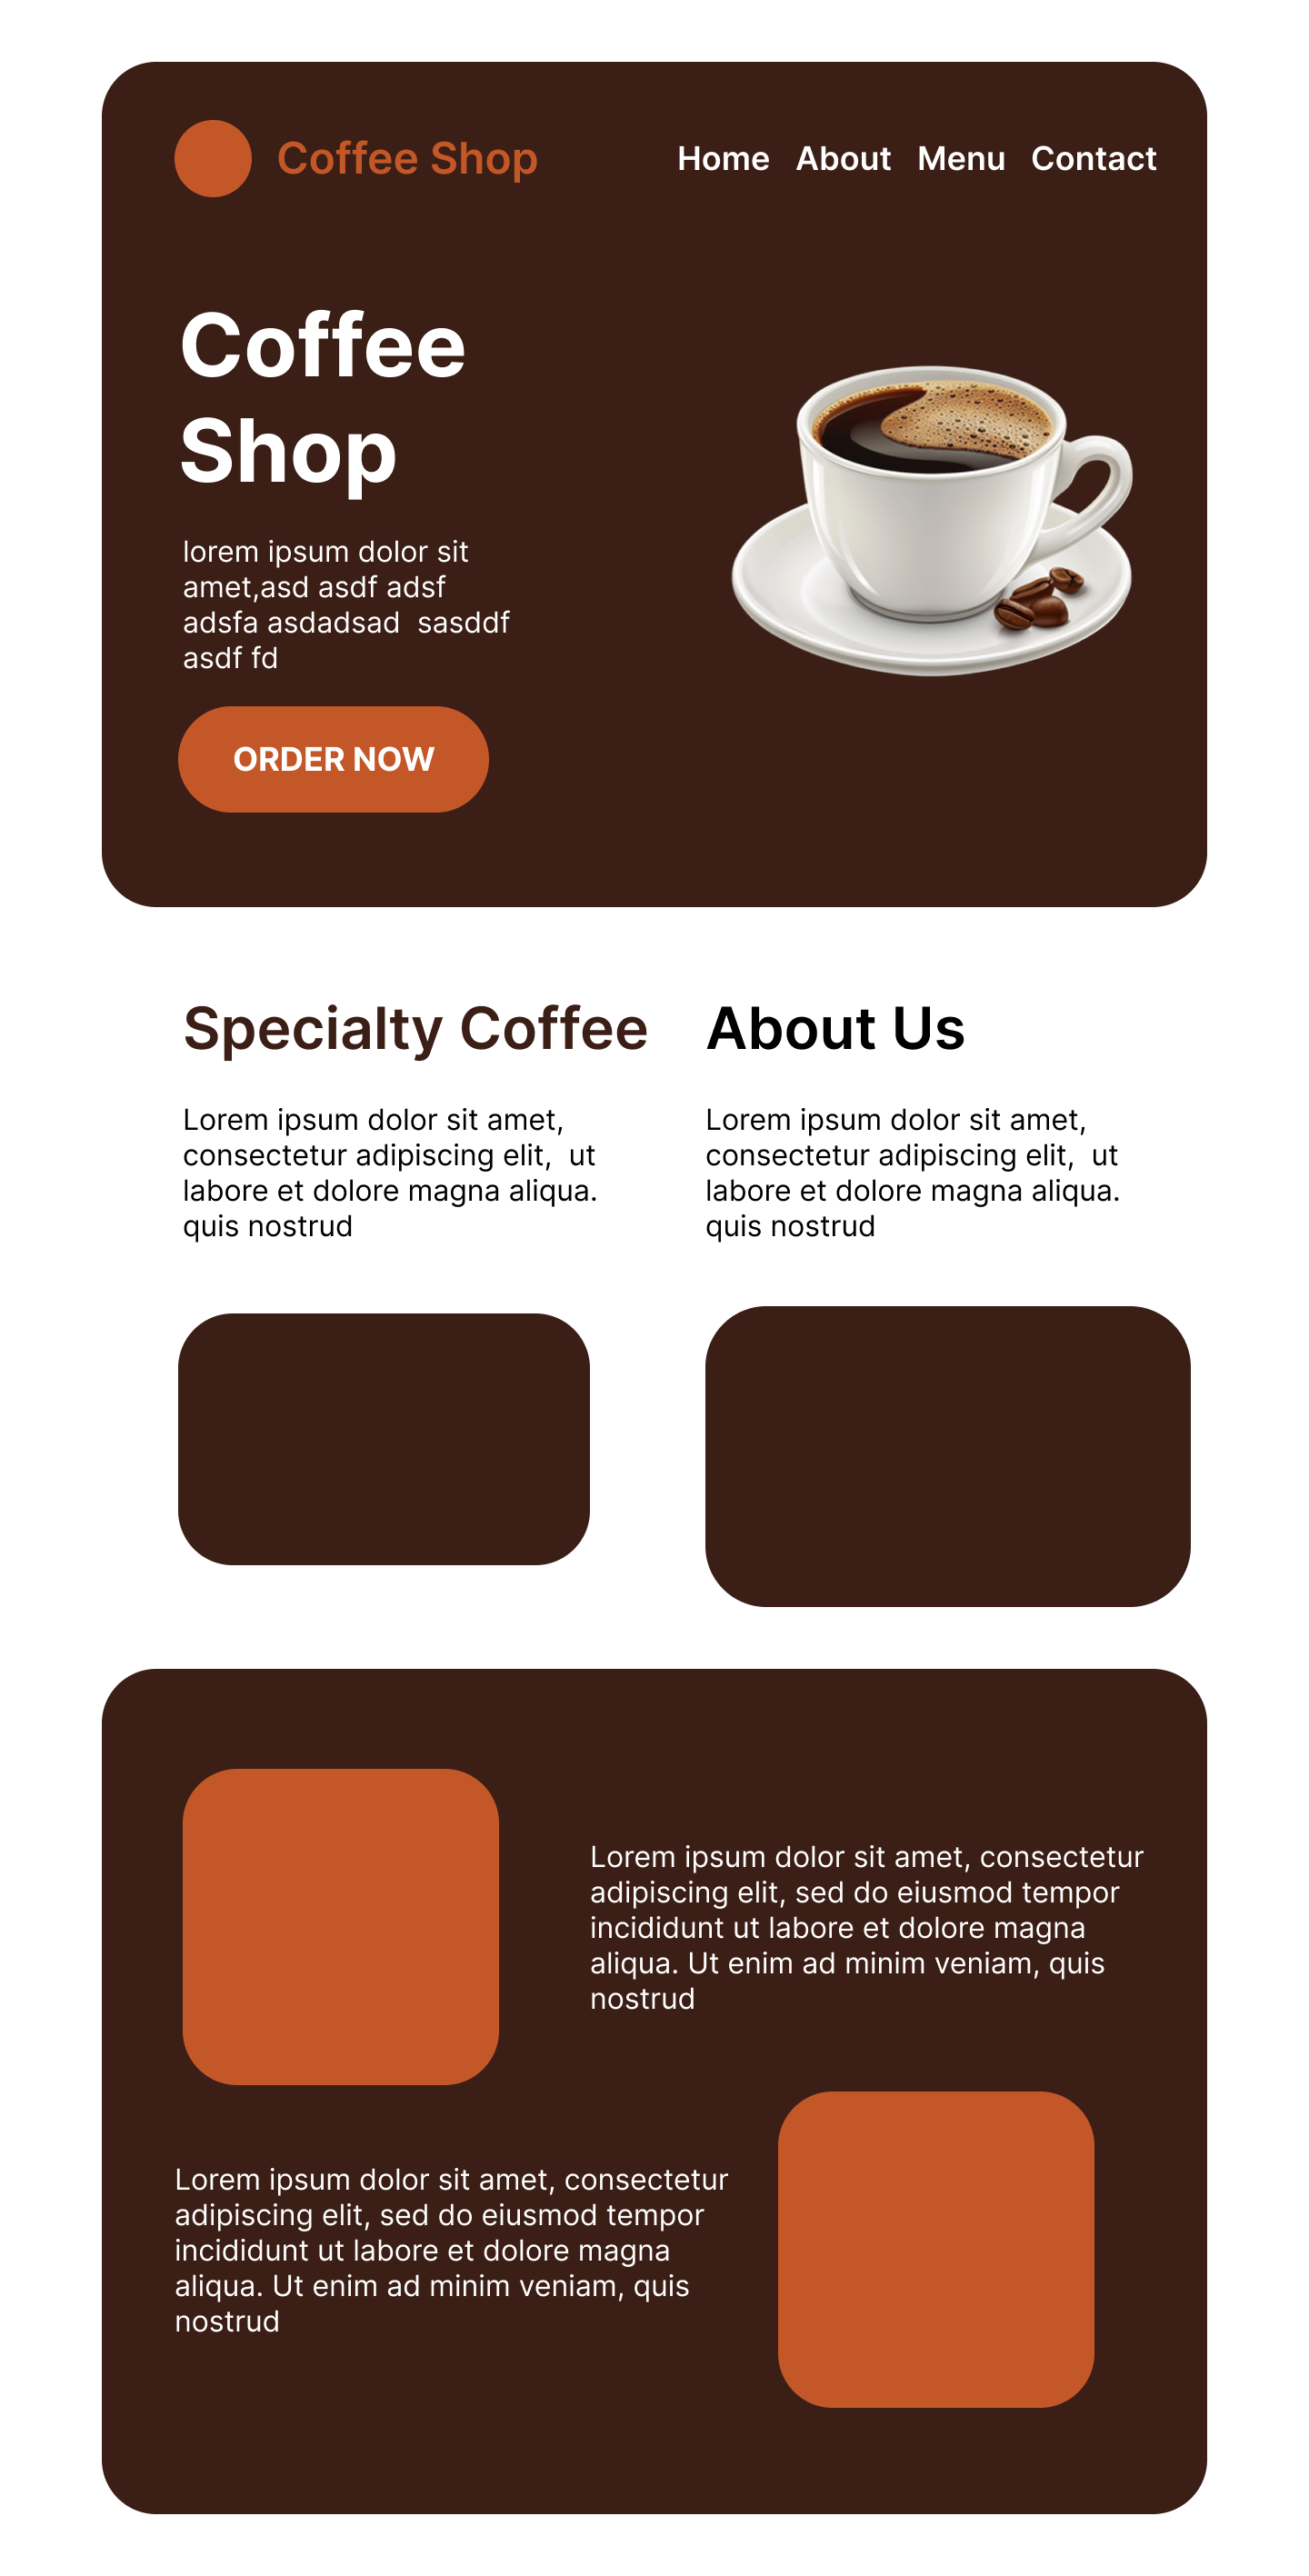 Coffee Shop
Home About Menu Contact
Coffee
Shop
lorem ipsum dolor sit
amet,asd asdf adsf
adsfa asdadsad  sasddf
asdf fd
ORDER NOW
Specialty Coffee
Lorem ipsum dolor sit amet,
consectetur adipiscing elit,  ut
labore et dolore magna aliqua.
quis nostrud
About Us
Lorem ipsum dolor sit amet,
consectetur adipiscing elit,  ut
labore et dolore magna aliqua.
quis nostrud
Lorem ipsum dolor sit amet, consectetur
adipiscing elit, sed do eiusmod tempor
incididunt ut labore et dolore magna
aliqua. Ut enim ad minim veniam, quis
nostrud
Lorem ipsum dolor sit amet, consectetur
adipiscing elit, sed do eiusmod tempor
incididunt ut labore et dolore magna
aliqua. Ut enim ad minim veniam, quis
nostrud